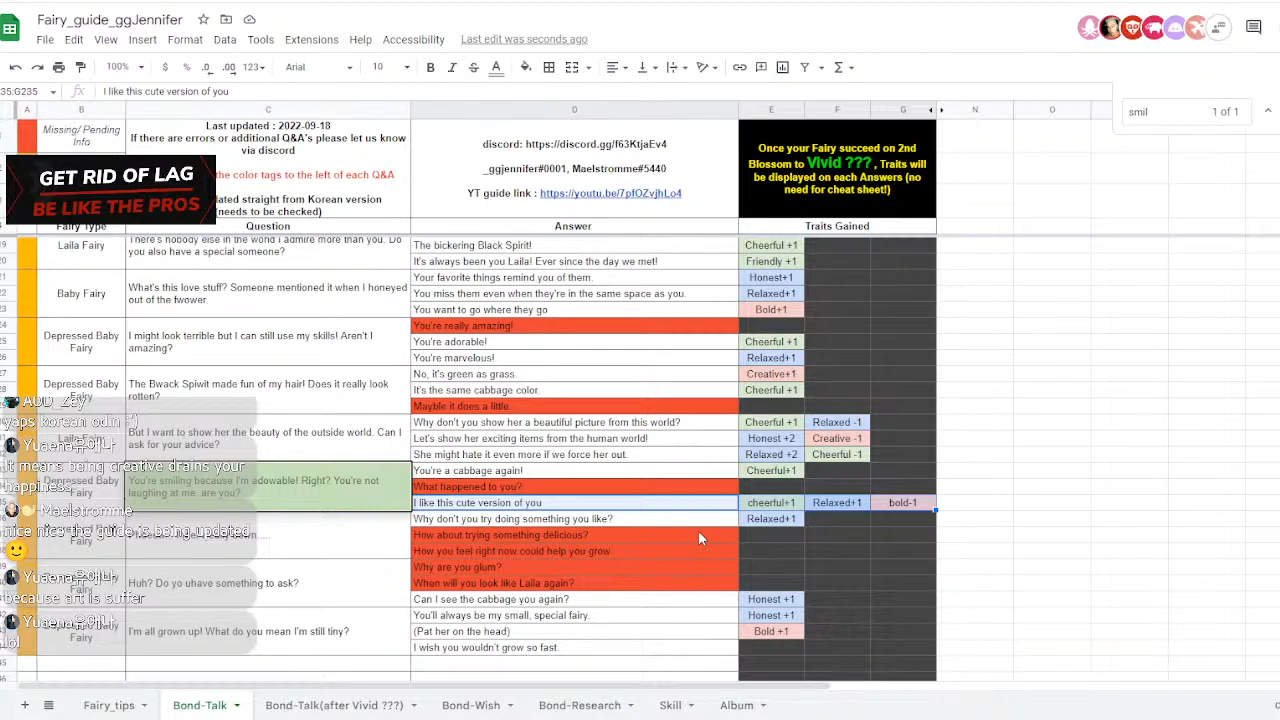 Fairy_guide_ggJennifer
File Edit View Insert Format Data Tools Extensions Help Accessibility Last edit was seconds ago
100% $ % .0 .00 123 Arial 10 B I S A
35:G235 fx I like this cute version of you
smil 1 of 1
A B C D E F G N O
Missing/ Pending Info
Last updated : 2022-09-18
If there are errors or additional Q&A's please let us know via discord
the color tags to the left of each Q&A
ated straight from Korean version
needs to be checked)
GET RID OF LAG
BE LIKE THE PROS
discord: https://discord.gg/f63KtjaEv4
_ggjennifer#0001, Maelstromme#5440
YT guide link : https://youtu.be/7pfOZvjhLo4
Once your Fairy succeed on 2nd Blossom to Vivid ??? , Traits will be displayed on each Answers (no need for cheat sheet!)
Fairy Type Question Answer Traits Gained
Laila Fairy
There's nobody else in the world I admire more than you. Do you also have a special someone?
The bickering Black Spirit! Cheerful +1
It's always been you Laila! Ever since the day we met! Friendly +1
Baby Fairy
What's this love stuff? Someone mentioned it when I honeyed out of the fwower.
Your favorite things remind you of them. Honest+1
You miss them even when they're in the same space as you. Relaxed+1
You want to go where they go Bold+1
Depressed Baby Fairy
I might look terrible but I can still use my skills! Aren't I amazing?
You're really amazing!
You're adorable! Cheerful +1
You're marvelous! Relaxed+1
Depressed Baby Fairy
The Bwack Spiwit made fun of my hair! Does it really look rotten?
No, it's green as grass. Creative+1
It's the same cabbage color. Cheerful +1
Mayble it does a little.
But I want to show her the beauty of the outside world. Can I ask for your advice?
Why don't you show her a beautiful picture from this world? Cheerful +1 Relaxed -1
Let's show her exciting items from the human world! Honest +2 Creative -1
She might hate it even more if we force her out. Relaxed +2 Cheerful -1
You're smiling because I'm adowable! Right? You're not laughing at me ,are you?
You're a cabbage again! Cheerful+1
What happened to you?
I like this cute version of you cheerful+1 Relaxed+1 bold-1
Why don't you try doing something you like? Relaxed+1
How about trying something delicious?
How you feel right now could help you grow.
Huh? Do yo uhave something to ask?
Why are you glum?
When will you look like Laila again?
Can I see the cabbage you again? Honest +1
I'm all grown up! What do you mean I'm still tiny?
You'll always be my small, special fairy. Honest +1
(Pat her on the head) Bold +1
I wish you wouldn't grow so fast.
it means being greatly drains your happiness
nice nice a guide is being updated
because all is suffer
Fairy_tips Bond-Talk Bond-Talk(after Vivid ???) Bond-Wish Bond-Research Skill Album